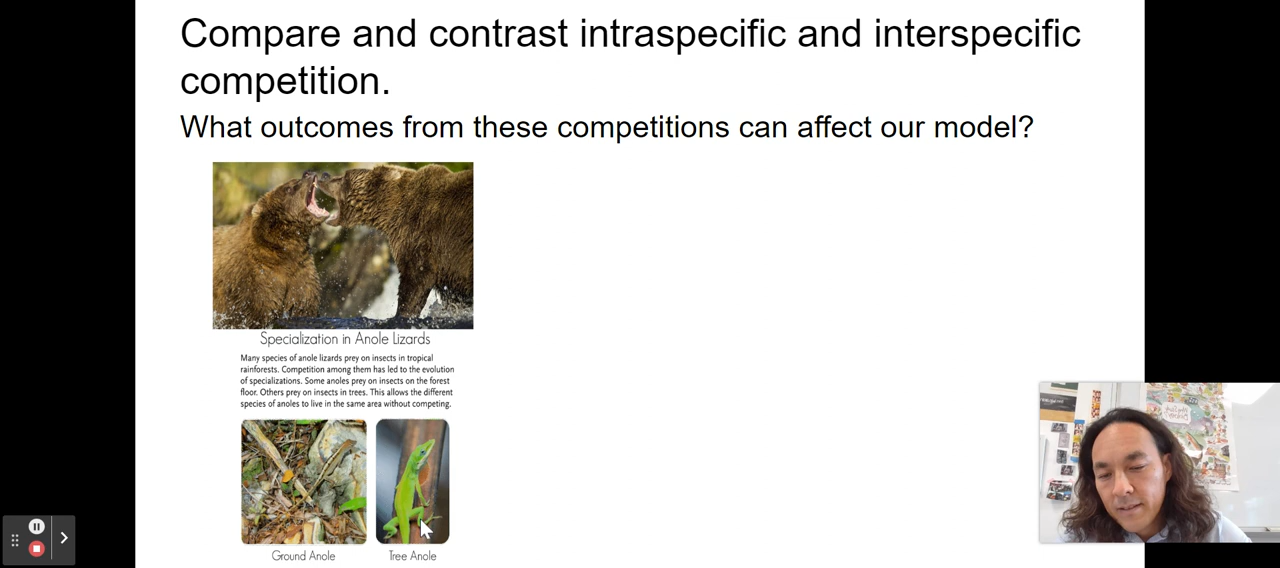 Compare and contrast intraspecific and interspecific
competition.
What outcomes from these competitions can affect our model?
Specialization in Anole Lizards
Many species of anole lizards prey on insects in tropical
rainforests. Competition among them has led to the evolution
of specializations. Some anoles prey on insects on the forest
floor. Others prey on insects in trees. This allows the different
species of anoles to live in the same area without competing.
Ground Anole
Tree Anole